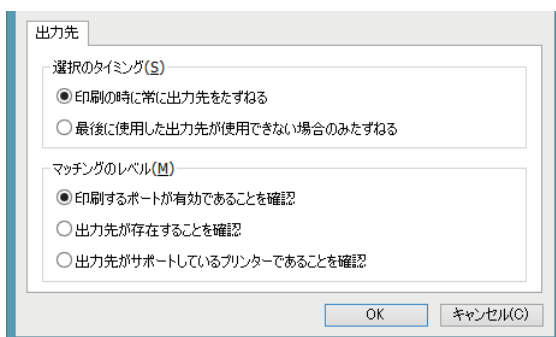 出力先
選択のタイミング(S)
印刷の時に常に出力先をたずねる
最後に使用した出力先が使用できない場合のみたずねる
マッチングのレベル(M)
印刷するポートが有効であることを確認
出力先が存在することを確認
出力先がサポートしているプリンターであることを確認
OK キャンセル(C)